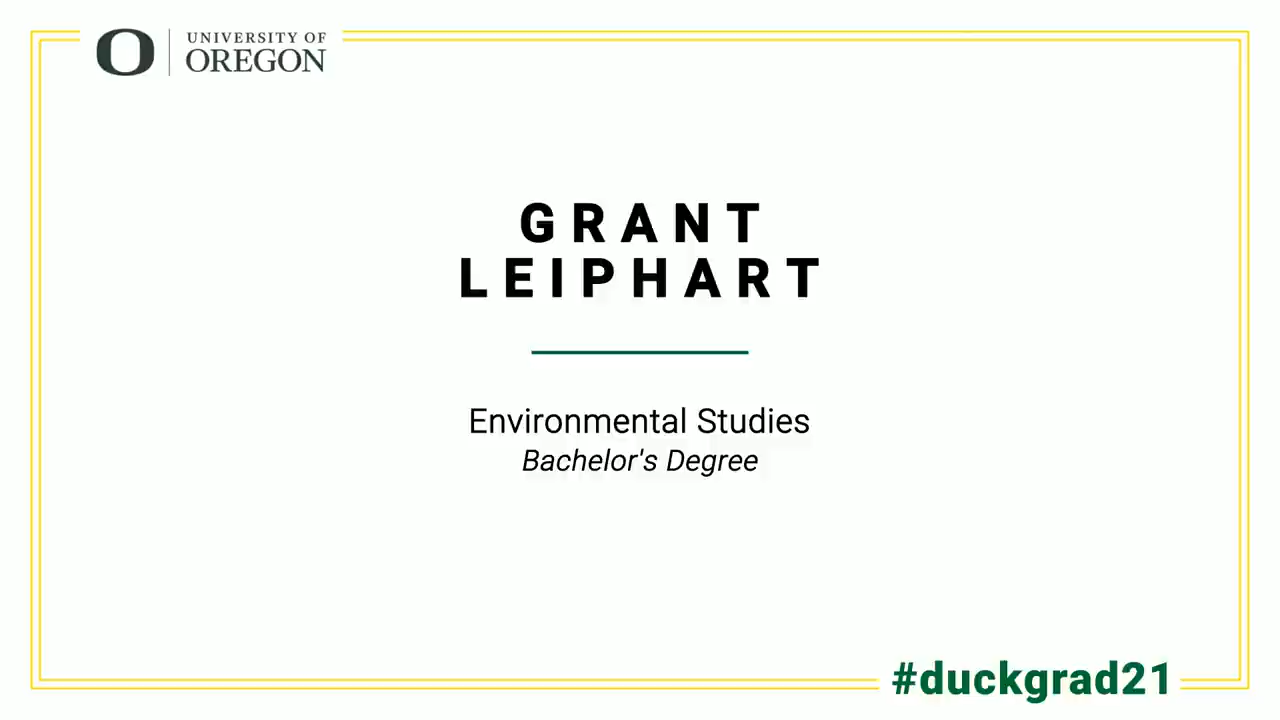 UNIVERSITY OF
OREGON
GRANT
LEIPHART
Environmental Studies
Bachelor's Degree
#duckgrad21